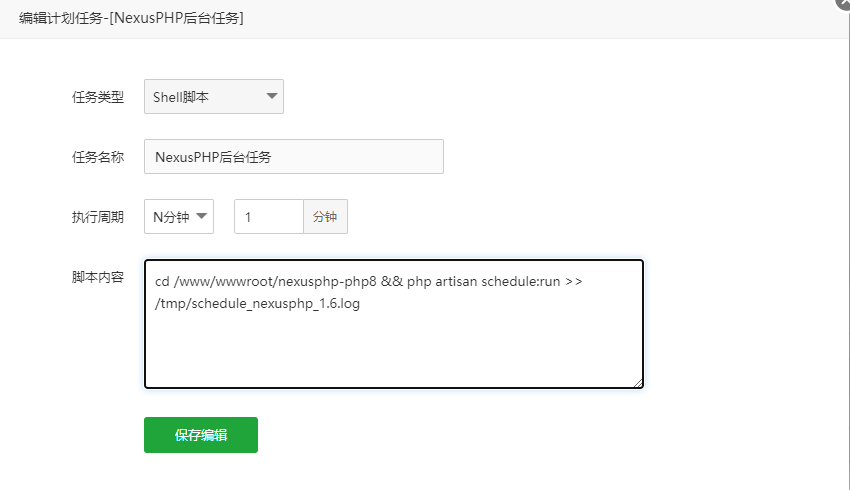 编辑计划任务-[NexusPHP后台任务]
任务类型 Shell脚本
任务名称 NexusPHP后台任务
执行周期 N分钟 1 分钟
脚本内容 cd /www/wwwroot/nexusphp-php8 && php artisan schedule:run >>
/tmp/schedule_nexusphp_1.6.log
保存编辑